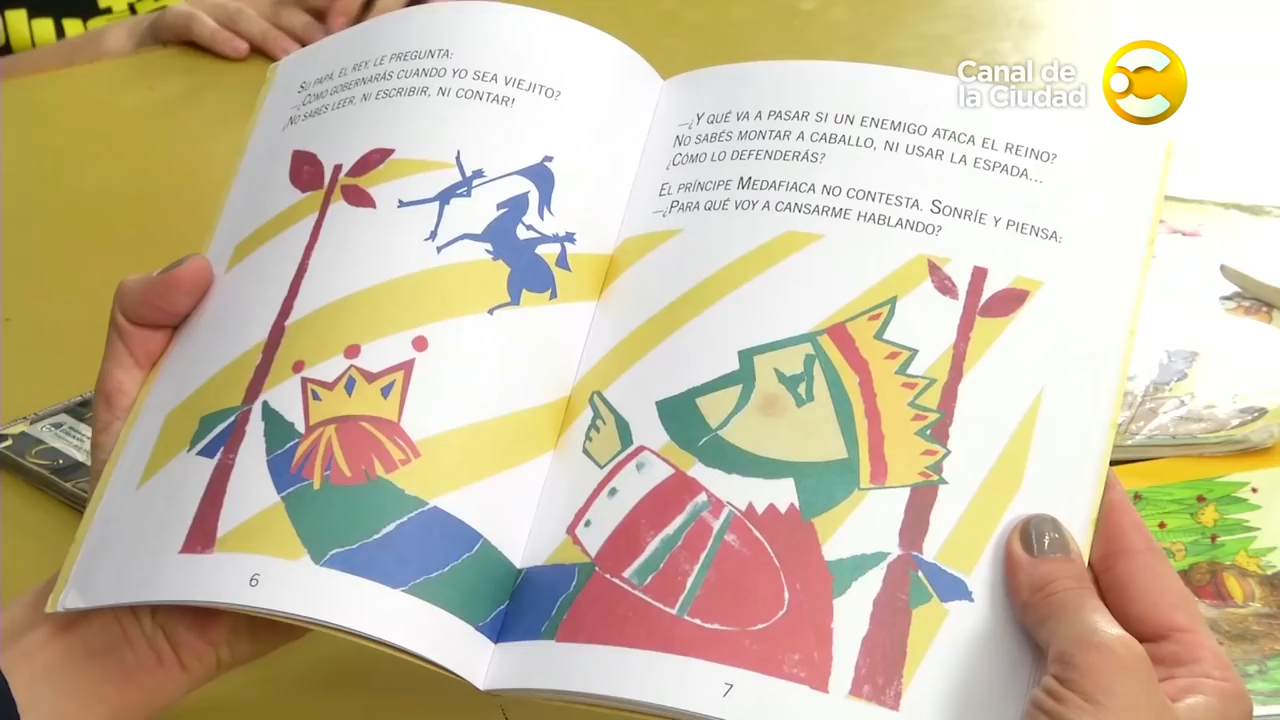 Su papá, el rey, le pregunta:
—¿Cómo gobernarás cuando yo sea viejito?
¡No sabés leer, ni escribir, ni contar!
6
—¿Y qué va a pasar si un enemigo ataca el reino?
No sabés montar a caballo, ni usar la espada...
¿Cómo lo defenderás?
El príncipe Medafiaca no contesta. Sonríe y piensa:
—¿Para qué voy a cansarme hablando?
7
Canal de
la Ciudad